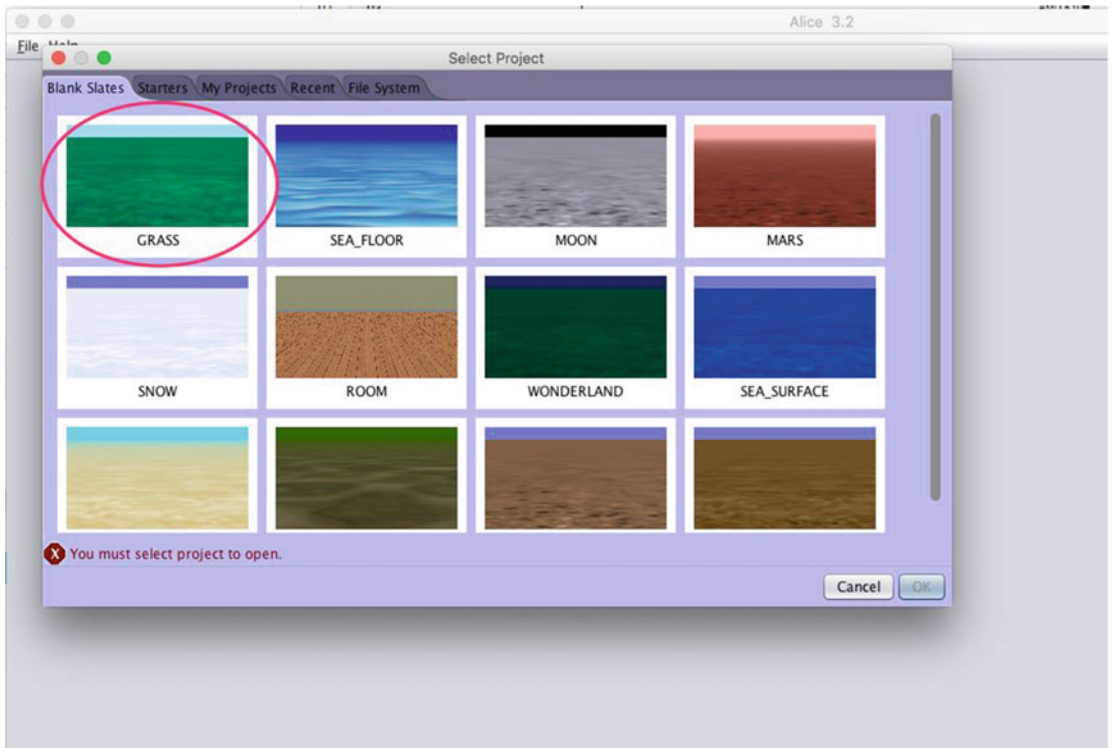 Alice 3.2
File Help
Select Project
Blank Slates Starters My Projects Recent File System
GRASS SEA_FLOOR MOON MARS
SNOW ROOM WONDERLAND SEA_SURFACE
X You must select project to open.
Cancel OK